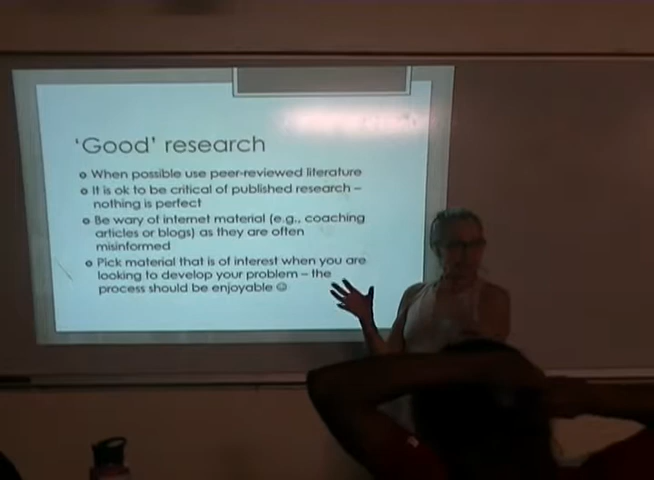 'Good' research
When possible use peer-reviewed literature
It is ok to be critical of published research –
nothing is perfect
Be wary of internet material (e.g., coaching
articles or blogs) as they are often
misinformed
Pick material that is of interest when you are
looking to develop your problem – the
process should be enjoyable ☺